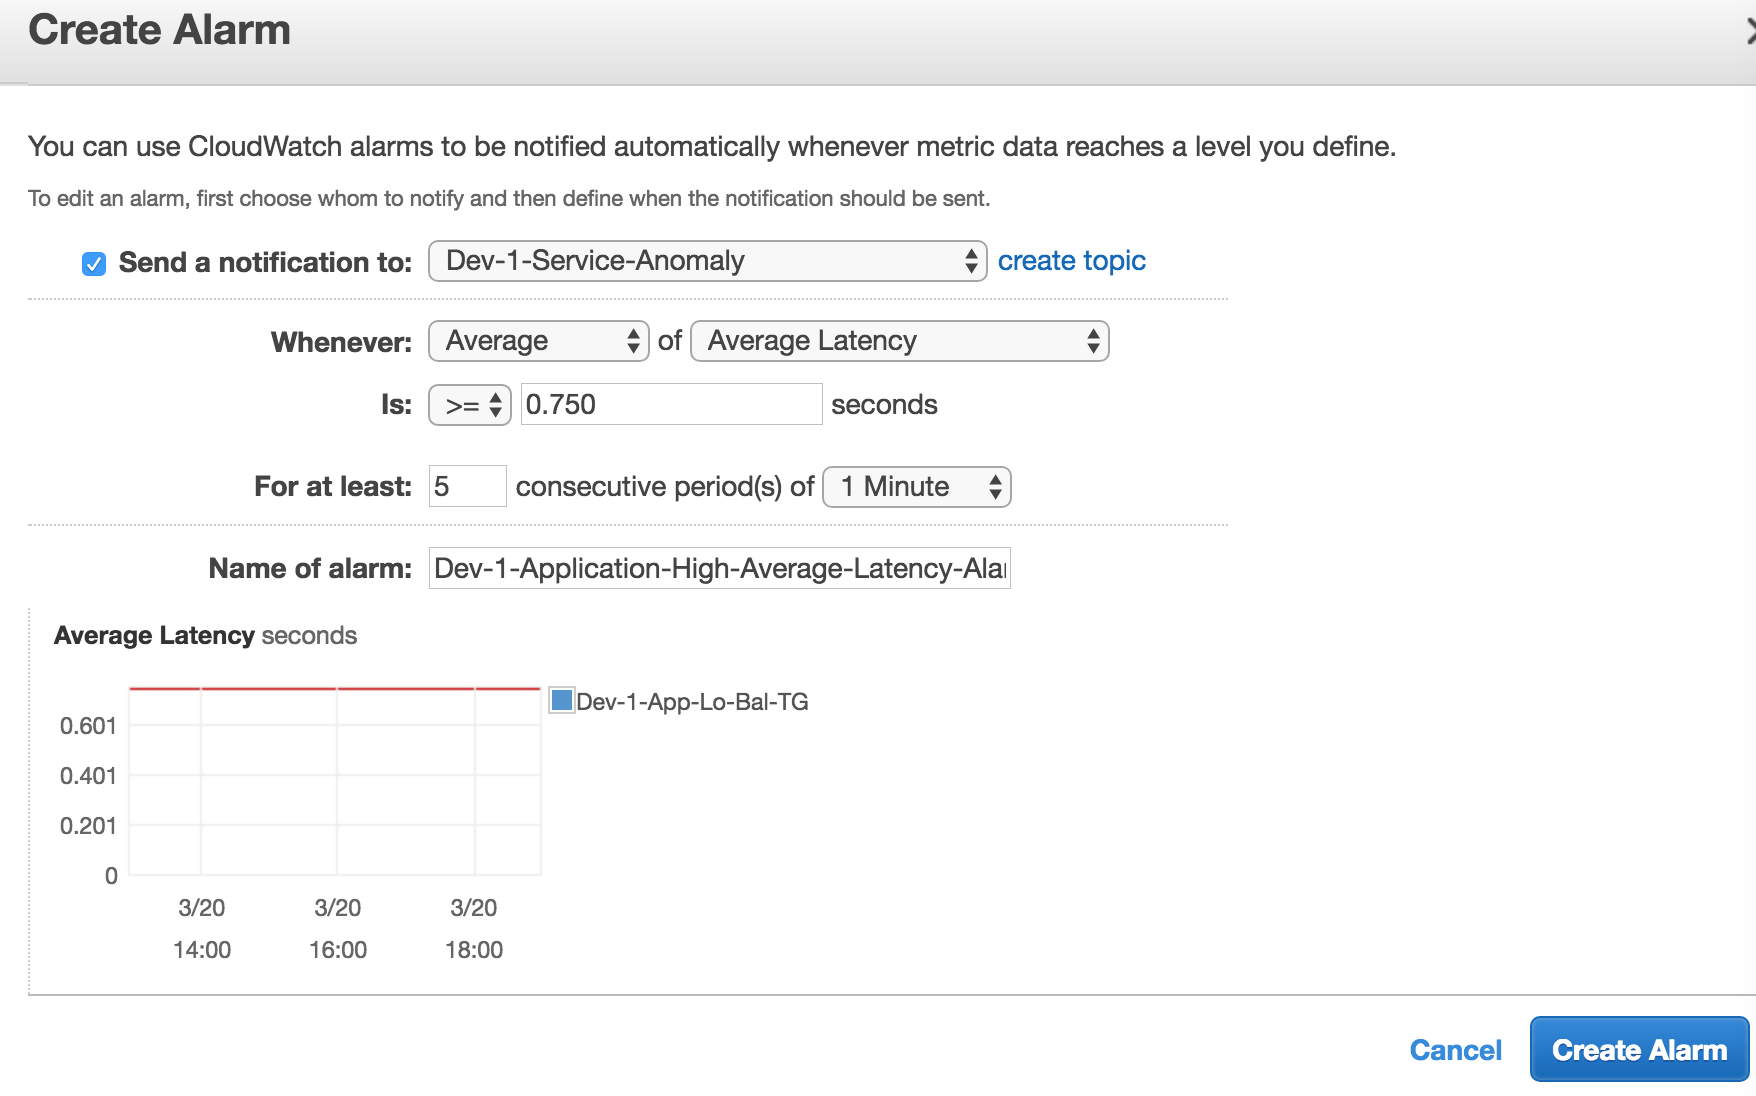 Create Alarm
You can use CloudWatch alarms to be notified automatically whenever metric data reaches a level you define.
To edit an alarm, first choose whom to notify and then define when the notification should be sent.
Send a notification to: Dev-1-Service-Anomaly create topic
Whenever: Average of Average Latency
Is: >= 0.750 seconds
For at least: 5 consecutive period(s) of 1 Minute
Name of alarm: Dev-1-Application-High-Average-Latency-Alar
Average Latency seconds
Dev-1-App-Lo-Bal-TG
0.601
0.401
0.201
0
3/20 3/20 3/20
14:00 16:00 18:00
Cancel Create Alarm